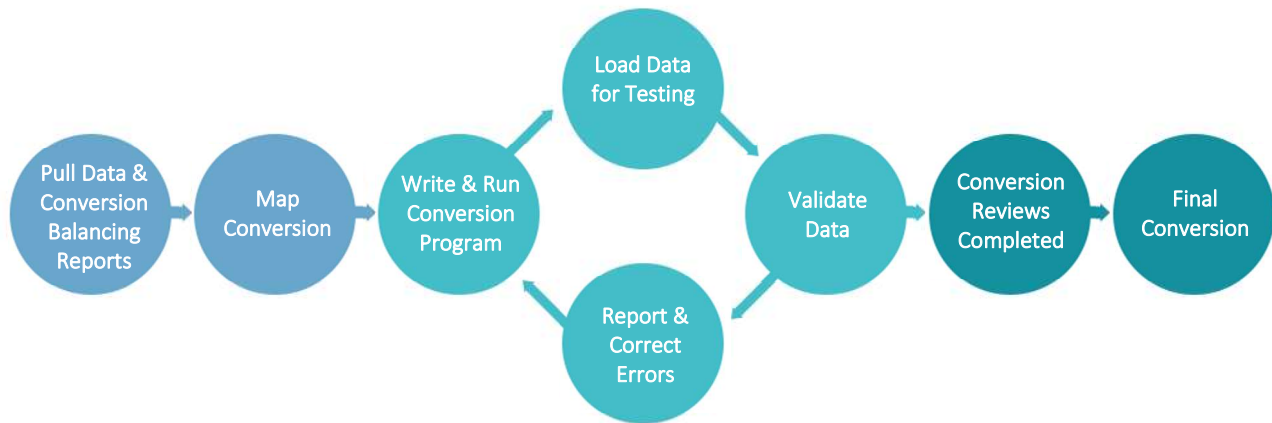 Pull Data &
Conversion
Balancing
Reports
Map
Conversion
Write & Run
Conversion
Program
Load Data
for Testing
Validate
Data
Report &
Correct
Errors
Conversion
Reviews
Completed
Final
Conversion